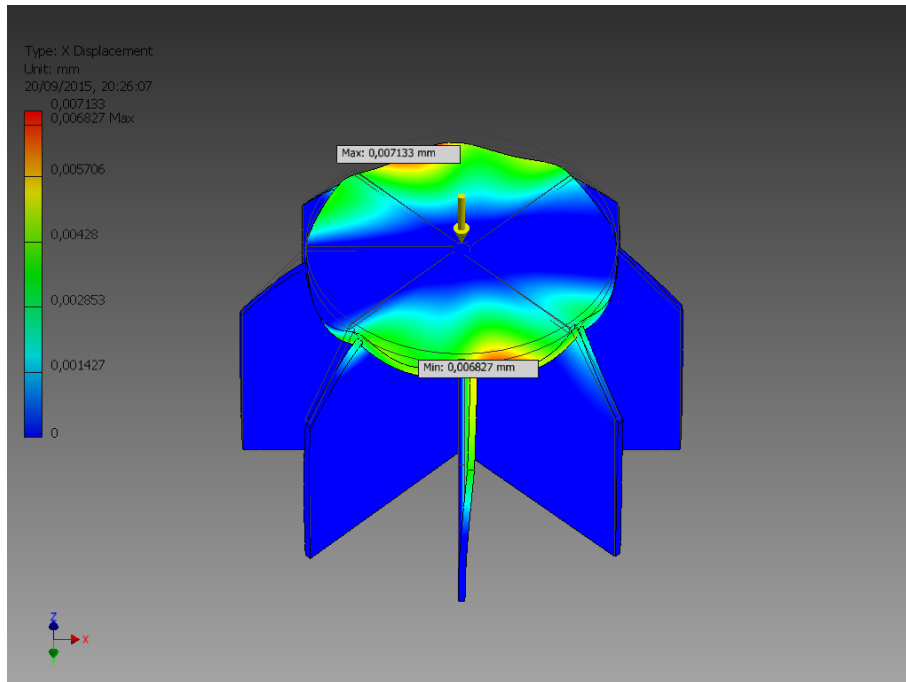 Type: X Displacement
Unit: mm
20/09/2015, 20:26:07
0,007133
0,006827 Max
0,005706
0,00428
0,002853
0,001427
0
Max: 0,007133 mm
Min: 0,006827 mm
Z
X